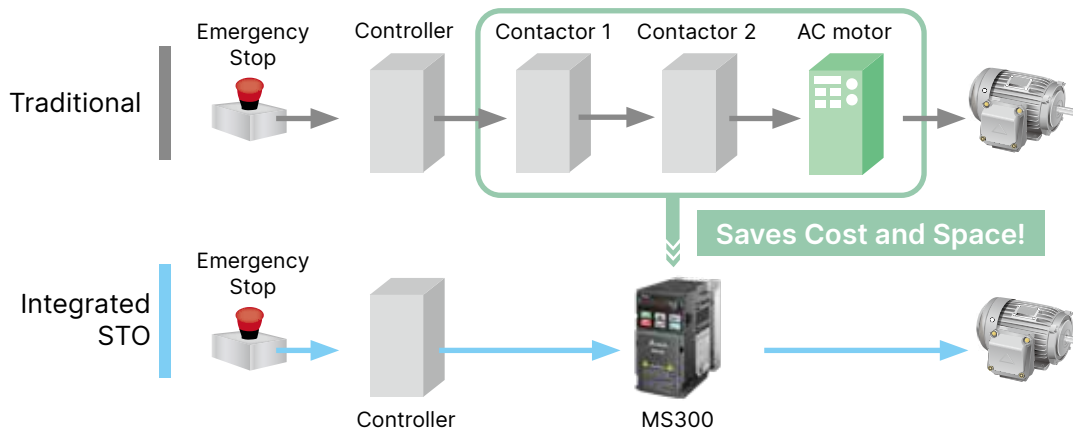 Traditional
Emergency
Stop
Controller
Contactor 1
Contactor 2
AC motor
Saves Cost and Space!
Integrated
STO
Emergency
Stop
Controller
MS300